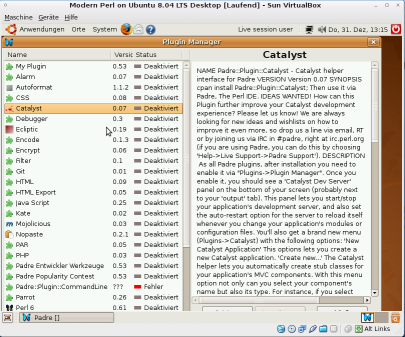 Modern Perl on Ubuntu 8.04 LTS Desktop [Laufend] - Sun VirtualBox
Maschine Geräte Hilfe
Anwendungen Orte System Live session user Do, 31. Dez, 13:15
Plugin Manager
Name Versic Status
My Plugin 0.53 Deaktiviert
Alarm 0.07 Deaktiviert
Autoformat 1.1.2 Deaktiviert
CSS 0.08 Deaktiviert
Catalyst 0.07 Deaktiviert
Debugger 0.3 Deaktiviert
Ecliptic 0.19 Deaktiviert
Encode 0.1.3 Deaktiviert
Encrypt 0.06 Deaktiviert
Filter 0.1 Deaktiviert
Git 0.01 Deaktiviert
HTML 0.09 Deaktiviert
HTML Export 0.05 Deaktiviert
Java Script 0.25 Deaktiviert
Kate 0.02 Deaktiviert
Mojolicious 0.03 Deaktiviert
Nopaste 0.2.1 Deaktiviert
PAR 0.05 Deaktiviert
PHP 0.03 Deaktiviert
Padre Entwickler Werkzeuge 0.53 Deaktiviert
Padre Popularity Contest 0.53 Deaktiviert
Padre::Plugin::CommandLine ??? Fehler
Parrot 0.26 Deaktiviert
Perl 6 0.61 Deaktiviert
Catalyst
NAME Padre::Plugin::Catalyst - Catalyst helper
interface for Padre VERSION Version 0.07 SYNOPSIS
cpan install Padre::Plugin::Catalyst; Then use it via
Padre, The Perl IDE. IDEAS WANTED! How can this
Plugin further improve your Catalyst development
experience? Please let us know! We are always
looking for new ideas and wishlists on how to
improve it even more, so drop us a line via email, RT
or by joining us via IRC in #padre, right at irc.perl.org
(if you are using Padre, you can do this by choosing
'Help->Live Support->Padre Support'). DESCRIPTION
As all Padre plugins, after installation you need to
enable it via "Plugins->Plugin Manager". Once you
enable it, you should see a 'Catalyst Dev Server'
panel on the bottom of your screen (probably next
to your 'output' tab). This panel lets you start/stop
your application's development server, and also set
the auto-restart option for the server to reload itself
whenever you change your application's modules or
configuration files. You'll also get a brand new menu
(Plugins->Catalyst) with the following options: 'New
Catalyst Application' This options lets you create a
new Catalyst application. 'Create new...' The Catalyst
helper lets you automatically create stub classes for
your application's MVC components. With this menu
option not only can you select your component's
name but also its type. For instance, if you select
Padre []
Alt Links